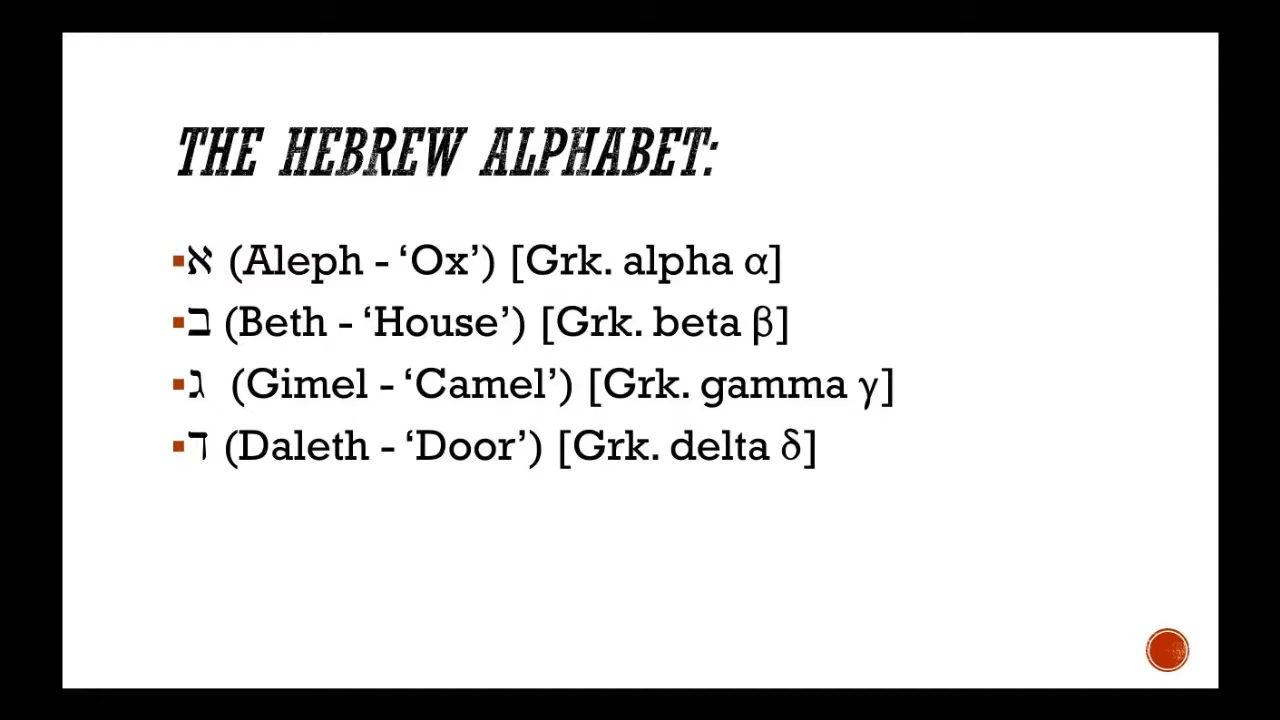 THE HEBREW ALPHABET:
▪א (Aleph - ‘Ox’) [Grk. alpha α]
▪ב (Beth - ‘House’) [Grk. beta β]
▪ג (Gimel - ‘Camel’) [Grk. gamma γ]
▪ד (Daleth - ‘Door’) [Grk. delta δ]